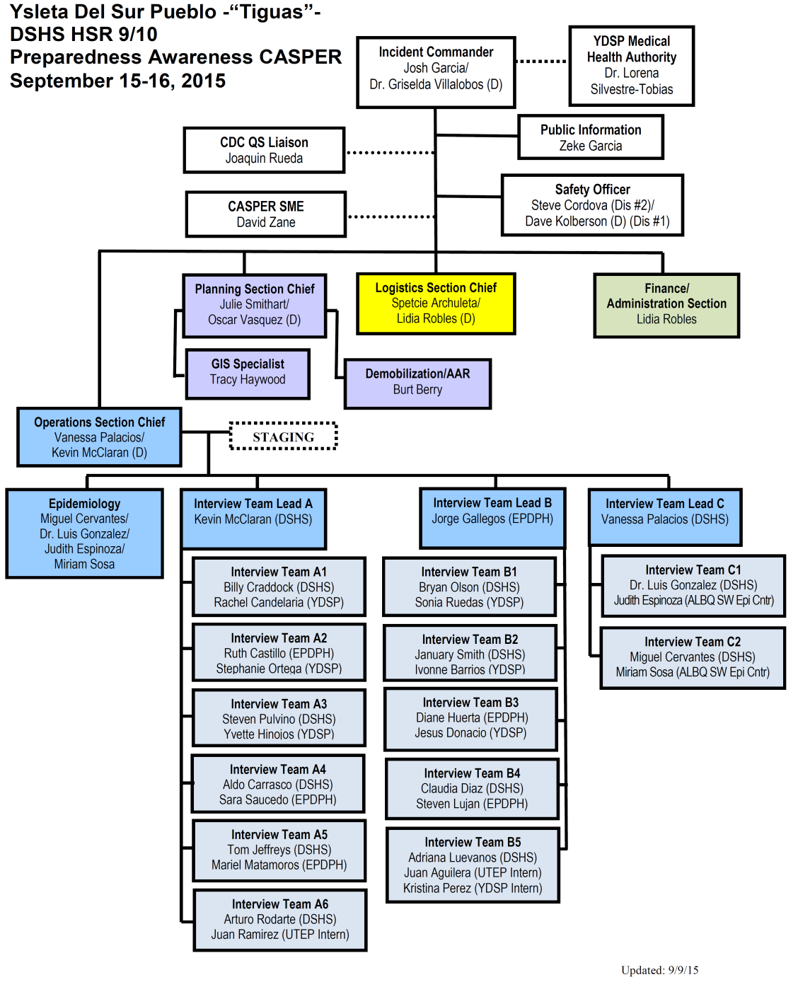 Ysleta Del Sur Pueblo -“Tiguas”-
DSHS HSR 9/10
Preparedness Awareness CASPER
September 15-16, 2015
Incident Commander
Josh Garcia/
Dr. Griselda Villalobos (D)
YDSP Medical
Health Authority
Dr. Lorena
Silvestre-Tobias
Public Information
Zeke Garcia
CDC QS Liaison
Joaquin Rueda
Safety Officer
Steve Cordova (Dis #2)/
Dave Kolberson (D) (Dis #1)
CASPER SME
David Zane
Planning Section Chief
Julie Smithart/
Oscar Vasquez (D)
Logistics Section Chief
Spetcie Archuleta/
Lidia Robles (D)
Finance/
Administration Section
Lidia Robles
GIS Specialist
Tracy Haywood
Demobilization/AAR
Burt Berry
Operations Section Chief
Vanessa Palacios/
Kevin McClaran (D)
STAGING
Epidemiology
Miguel Cervantes/
Dr. Luis Gonzalez/
Judith Espinoza/
Miriam Sosa
Interview Team Lead A
Kevin McClaran (DSHS)
Interview Team Lead B
Jorge Gallegos (EPDPH)
Interview Team Lead C
Vanessa Palacios (DSHS)
Interview Team A1
Billy Craddock (DSHS)
Rachel Candelaria (YDSP)
Interview Team A2
Ruth Castillo (EPDPH)
Stephanie Ortega (YDSP)
Interview Team A3
Steven Pulvino (DSHS)
Yvette Hinojos (YDSP)
Interview Team A4
Aldo Carrasco (DSHS)
Sara Saucedo (EPDPH)
Interview Team A5
Tom Jeffreys (DSHS)
Mariel Matamoros (EPDPH)
Interview Team A6
Arturo Rodarte (DSHS)
Juan Ramirez (UTEP Intern)
Interview Team B1
Bryan Olson (DSHS)
Sonia Ruedas (YDSP)
Interview Team B2
January Smith (DSHS)
Ivonne Barrios (YDSP)
Interview Team B3
Diane Huerta (EPDPH)
Jesus Donacio (YDSP)
Interview Team B4
Claudia Diaz (DSHS)
Steven Lujan (EPDPH)
Interview Team B5
Adriana Luevanos (DSHS)
Juan Aguilera (UTEP Intern)
Kristina Perez (YDSP Intern)
Interview Team C1
Dr. Luis Gonzalez (DSHS)
Judith Espinoza (ALBQ SW Epi Cntr)
Interview Team C2
Miguel Cervantes (DSHS)
Miriam Sosa (ALBQ SW Epi Cntr)
Updated: 9/9/15